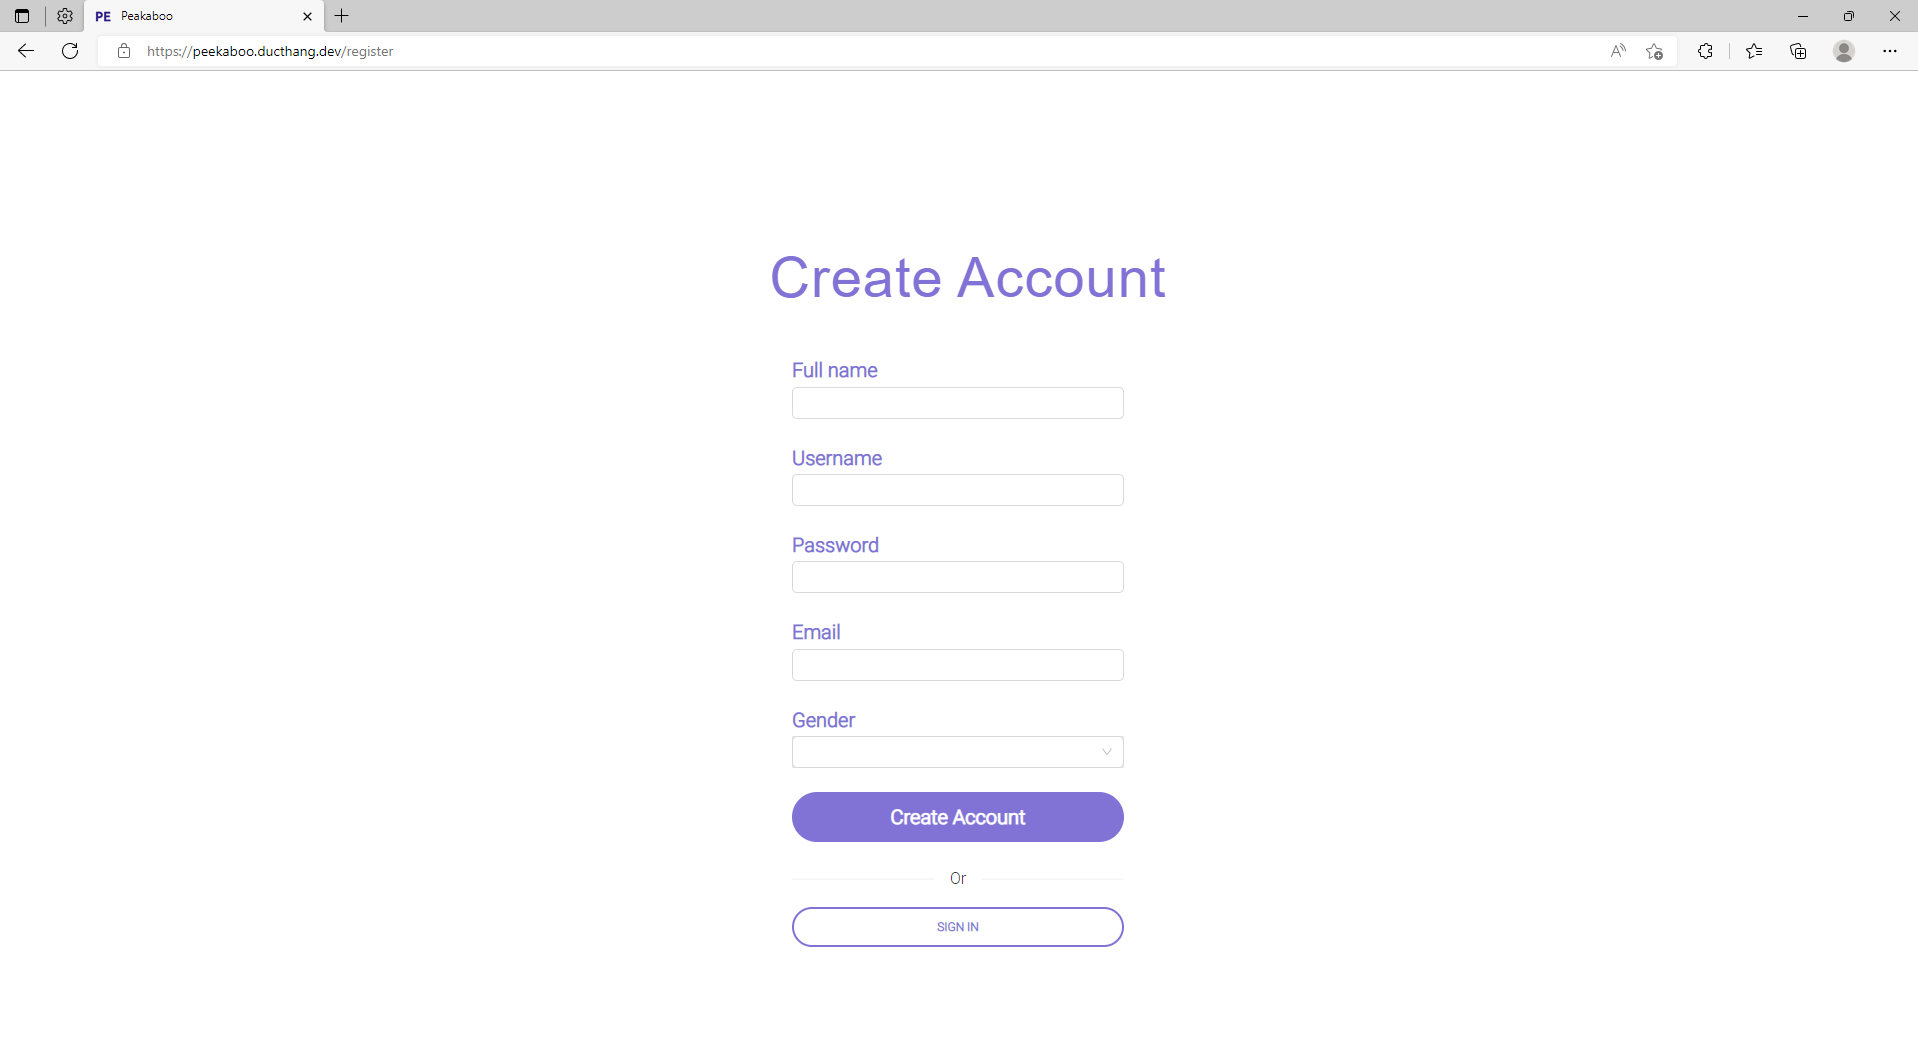 PE Peakaboo
https://peekaboo.ducthang.dev/register
Create Account
Full name
Username
Password
Email
Gender
Create Account
Or
SIGN IN